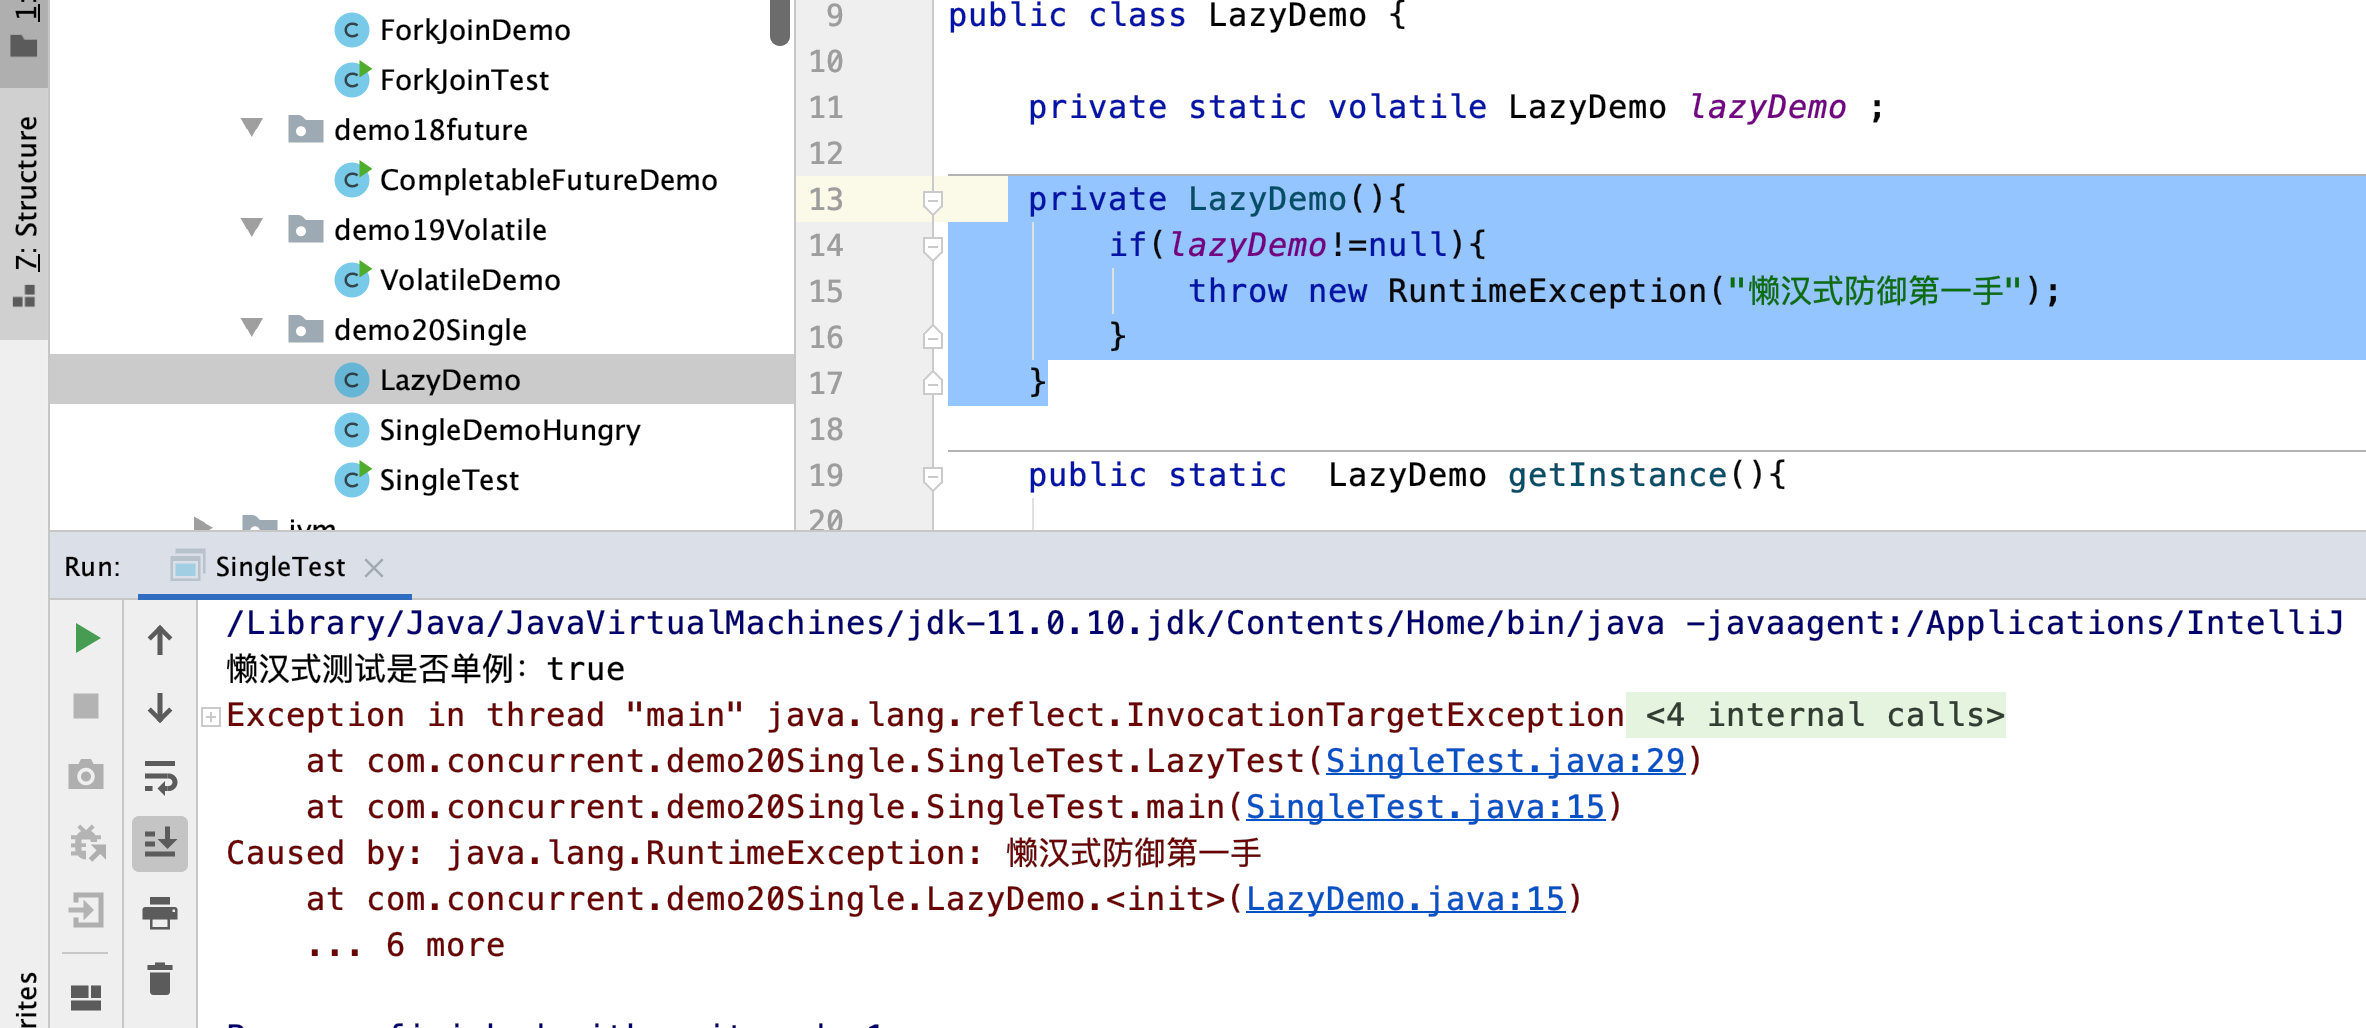 ForkJoinDemo
ForkJoinTest
demo18future
CompletableFutureDemo
demo19Volatile
VolatileDemo
demo20Single
LazyDemo
SingleDemoHungry
SingleTest
jvm
Z: Structure
9 public class LazyDemo {
10
11 private static volatile LazyDemo lazyDemo ;
12
13 private LazyDemo(){
14 if(lazyDemo!=null){
15 throw new RuntimeException("懒汉式防御第一手");
16 }
17 }
18
19 public static  LazyDemo getInstance(){
20
Run: SingleTest
/Library/Java/JavaVirtualMachines/jdk-11.0.10.jdk/Contents/Home/bin/java -javaagent:/Applications/IntelliJ
懒汉式测试是否单例：true
Exception in thread "main" java.lang.reflect.InvocationTargetException <4 internal calls>
at com.concurrent.demo20Single.SingleTest.LazyTest(SingleTest.java:29)
at com.concurrent.demo20Single.SingleTest.main(SingleTest.java:15)
Caused by: java.lang.RuntimeException: 懒汉式防御第一手
at com.concurrent.demo20Single.LazyDemo.<init>(LazyDemo.java:15)
... 6 more